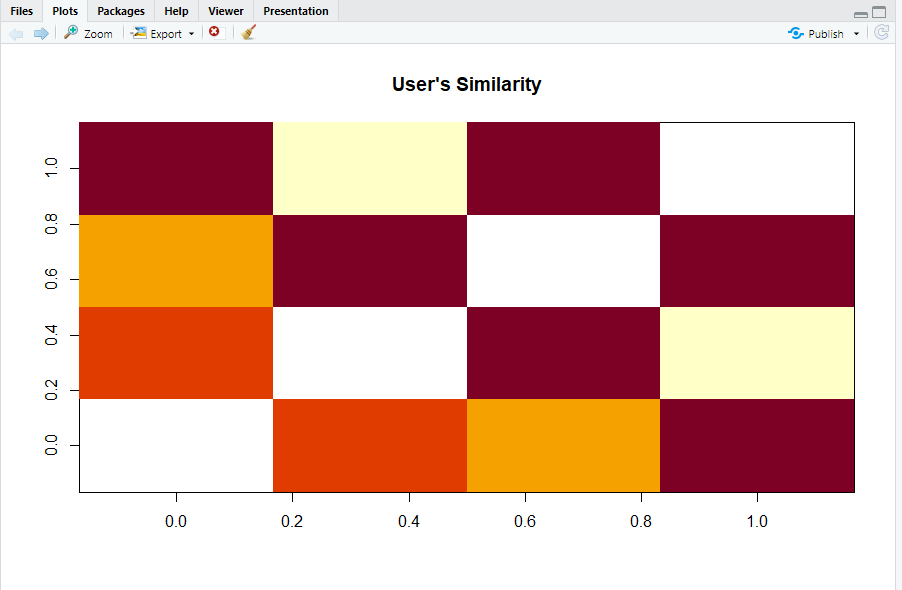 Files Plots Packages Help Viewer Presentation
Zoom Export Publish
User's Similarity
1.0
0.8
0.6
0.4
0.2
0.0
0.0 0.2 0.4 0.6 0.8 1.0